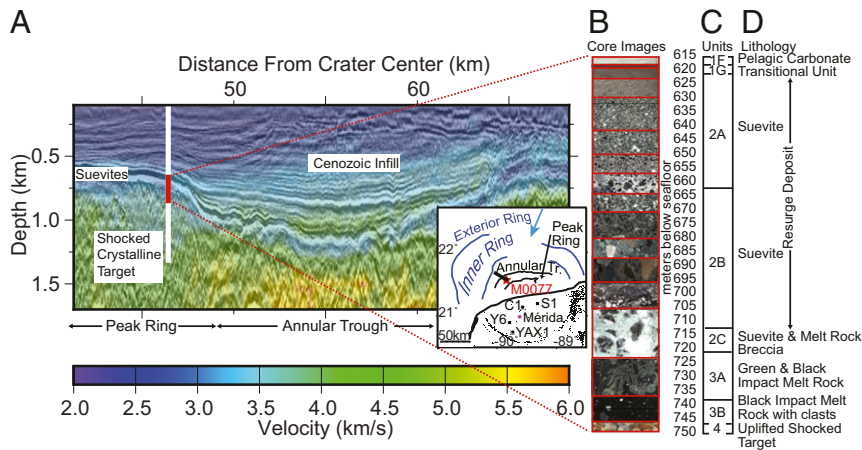 A
B
C
D
Distance From Crater Center (km)
50
60
Depth (km)
0.5
1.0
1.5
Suevites
Cenozoic Infill
Shocked
Crystalline
Target
Peak Ring
Annular Trough
Exterior Ring
Inner Ring
Peak
Ring
Annular Tr.
M0077
C1
S1
Y6
Mérida
YAX1
22°
21°
50km
-90
-89
2.0
2.5
3.0
3.5
4.0
4.5
5.0
5.5
6.0
Velocity (km/s)
Core Images
meters below seafloor
615
620
625
630
635
640
645
650
655
660
665
670
675
680
685
690
695
700
705
710
715
720
725
730
735
740
745
750
Units
1F
1G
2A
2B
2C
3A
3B
4
Lithology
Pelagic Carbonate
Transitional Unit
Suevite
Resurge Deposit
Suevite
Suevite & Melt Rock
Breccia
Green & Black
Impact Melt Rock
Black Impact Melt
Rock with clasts
Uplifted Shocked
Target